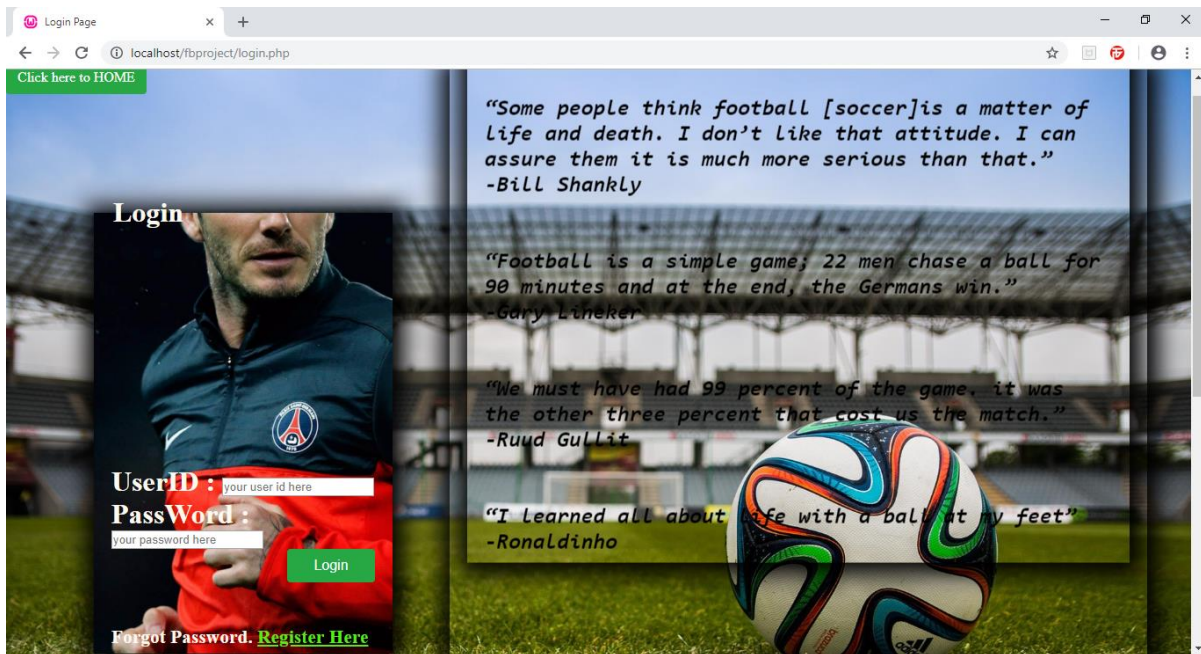 Login Page
localhost/fbproject/login.php
Click here to HOME
“Some people think football [soccer]is a matter of
life and death. I don’t like that attitude. I can
assure them it is much more serious than that.”
-Bill Shankly
“Football is a simple game; 22 men chase a ball for
90 minutes and at the end, the Germans win.”
-Gary Lineker
“We must have had 99 percent of the game. it was
the other three percent that cost us the match.”
-Ruud Gullit
“I learned all about life with a ball at my feet”
-Ronaldinho
Login
UserID : your user id here
PassWord :
your password here
Login
Forgot Password. Register Here
adidas